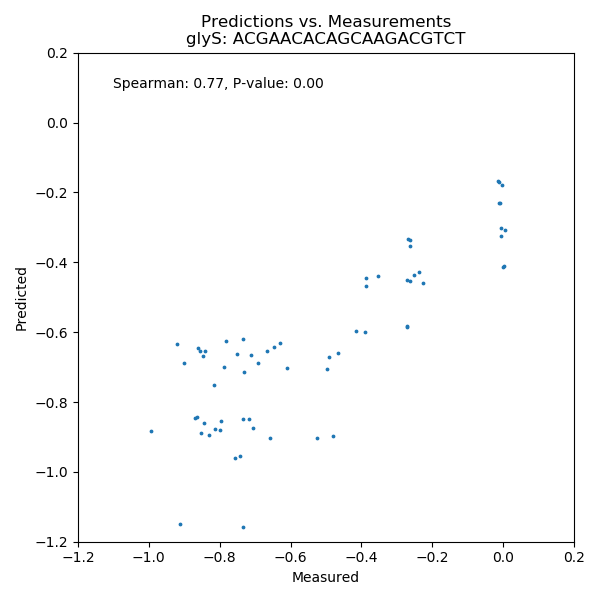 Predictions vs. Measurements
glyS: ACGAACACAGCAAGACGTCT
Spearman: 0.77, P-value: 0.00
0.2
0.0
−0.2
−0.4
−0.6
−0.8
−1.0
−1.2
Predicted
−1.2 −1.0 −0.8 −0.6 −0.4 −0.2 0.0 0.2
Measured